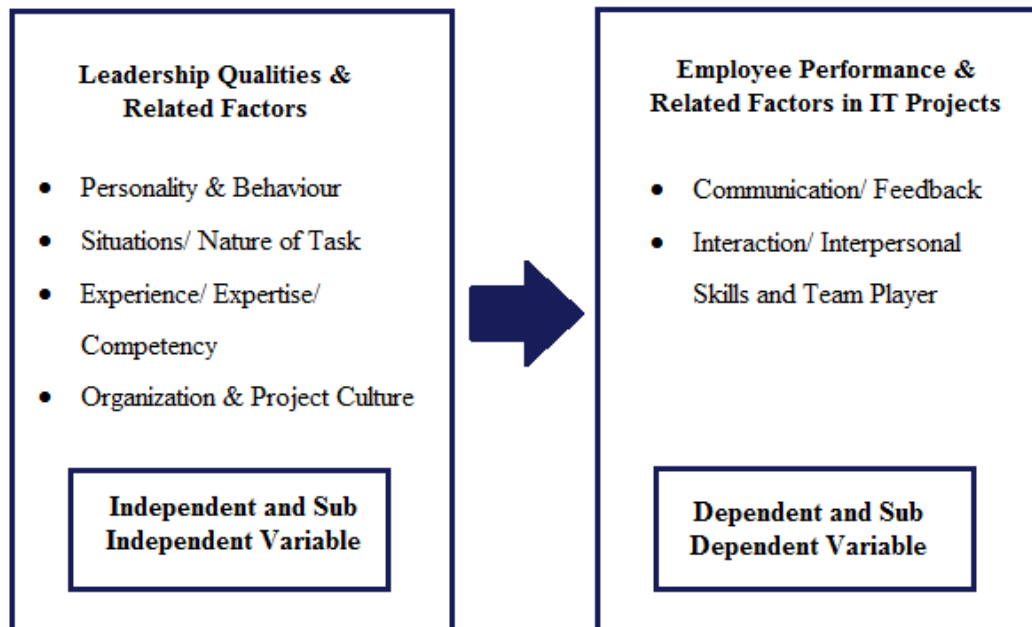 Leadership Qualities &
Related Factors
• Personality & Behaviour
• Situations/ Nature of Task
• Experience/ Expertise/
Competency
• Organization & Project Culture
Independent and Sub
Independent Variable
Employee Performance &
Related Factors in IT Projects
• Communication/ Feedback
• Interaction/ Interpersonal
Skills and Team Player
Dependent and Sub
Dependent Variable